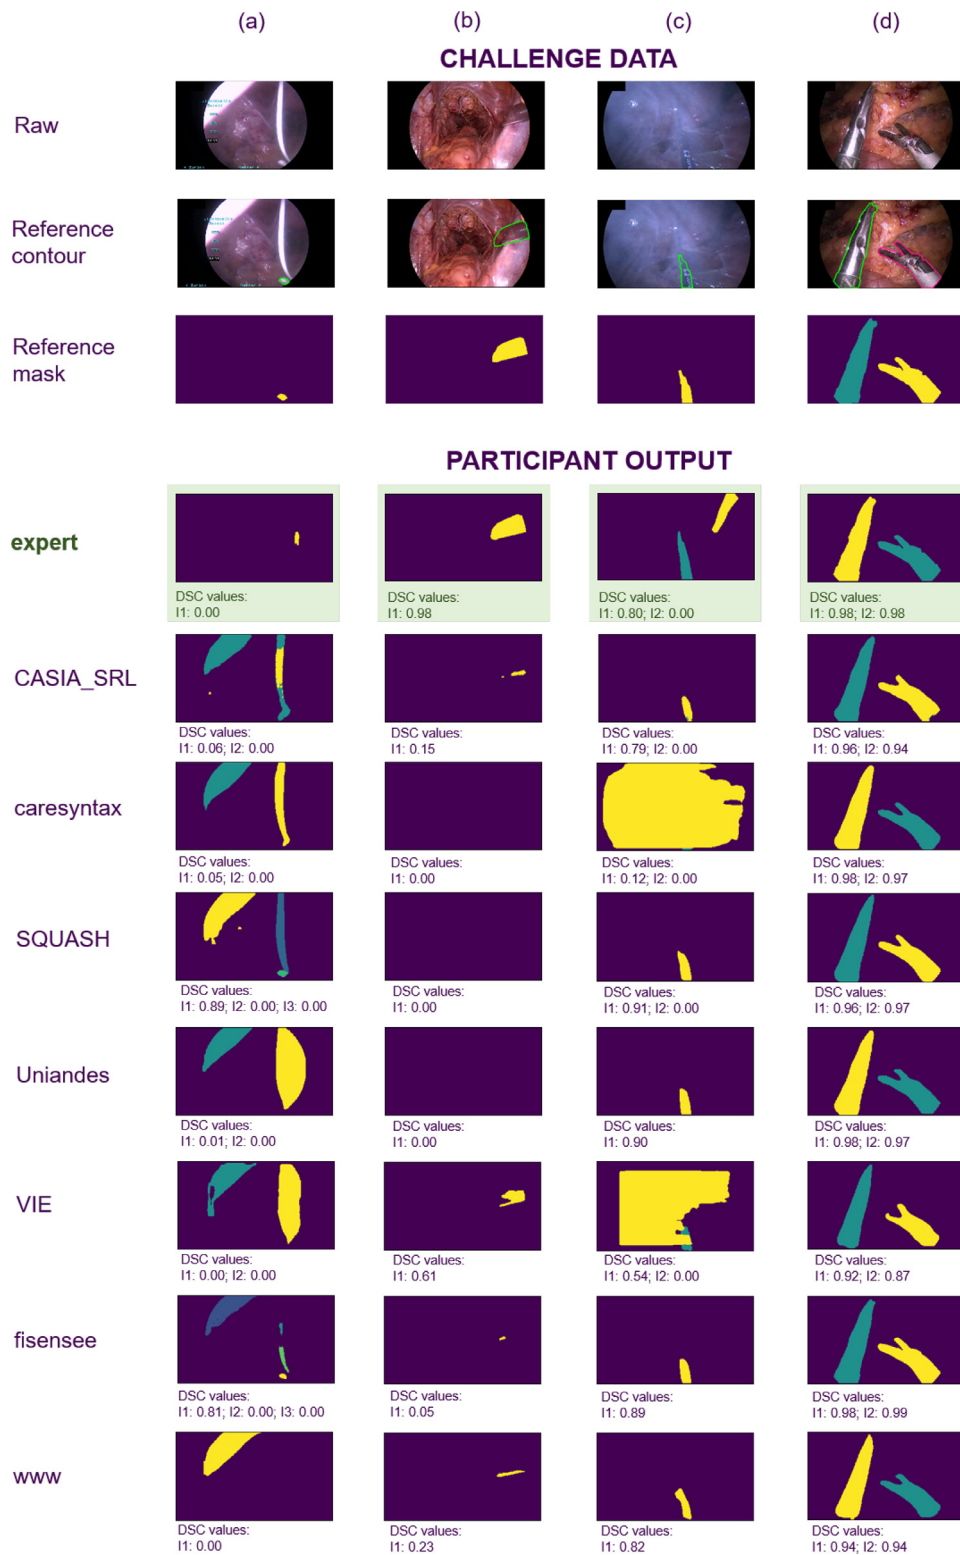 (a) (b) (c) (d)
CHALLENGE DATA
Raw
Reference
contour
Reference
mask
PARTICIPANT OUTPUT
expert
DSC values: DSC values: DSC values: DSC values:
I1: 0.00 I1: 0.98 I1: 0.80; I2: 0.00 I1: 0.98; I2: 0.98
CASIA_SRL
DSC values: DSC values: DSC values: DSC values:
I1: 0.06; I2: 0.00 I1: 0.15 I1: 0.79; I2: 0.00 I1: 0.96; I2: 0.94
caresyntax
DSC values: DSC values: DSC values: DSC values:
I1: 0.05; I2: 0.00 I1: 0.00 I1: 0.12; I2: 0.00 I1: 0.98; I2: 0.97
SQUASH
DSC values: DSC values: DSC values: DSC values:
I1: 0.89; I2: 0.00; I3: 0.00 I1: 0.00 I1: 0.91; I2: 0.00 I1: 0.96; I2: 0.97
Uniandes
DSC values: DSC values: DSC values: DSC values:
I1: 0.01; I2: 0.00 I1: 0.00 I1: 0.90 I1: 0.98; I2: 0.97
VIE
DSC values: DSC values: DSC values: DSC values:
I1: 0.00; I2: 0.00 I1: 0.61 I1: 0.54; I2: 0.00 I1: 0.92; I2: 0.87
fisensee
DSC values: DSC values: DSC values: DSC values:
I1: 0.81; I2: 0.00; I3: 0.00 I1: 0.05 I1: 0.89 I1: 0.98; I2: 0.99
www
DSC values: DSC values: DSC values: DSC values:
I1: 0.00 I1: 0.23 I1: 0.82 I1: 0.94; I2: 0.94